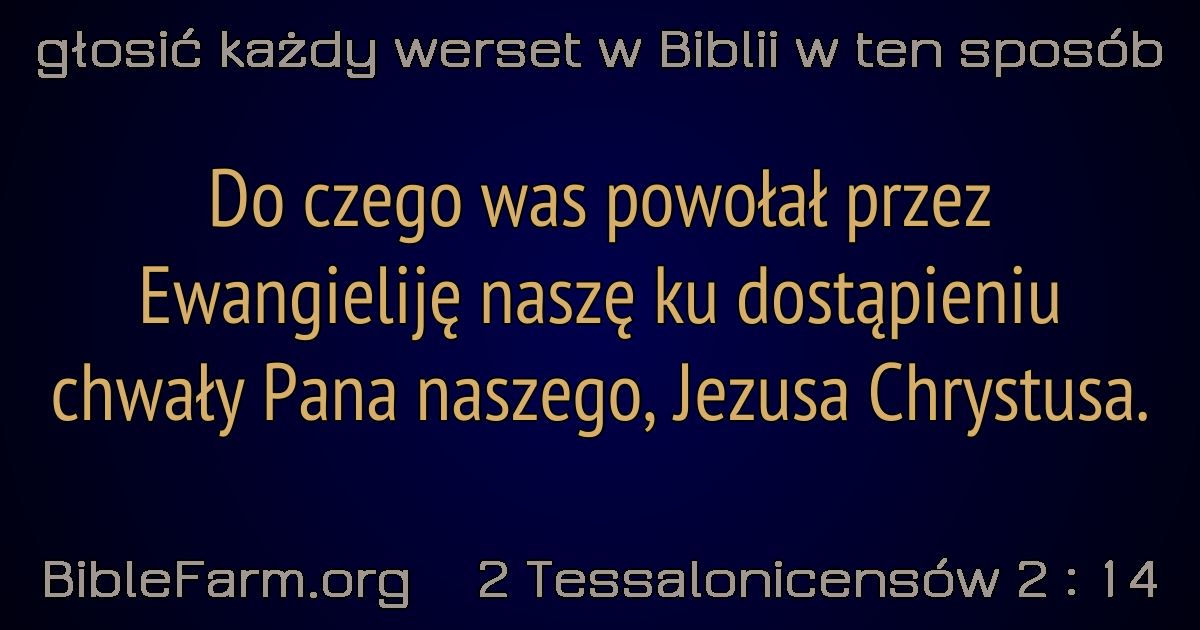 głosić każdy werset w Biblii w ten sposób
Do czego was powołał przez
Ewangieliję naszę ku dostąpieniu
chwały Pana naszego, Jezusa Chrystusa.
BibleFarm.org 2 Tessalonicensów 2 : 14